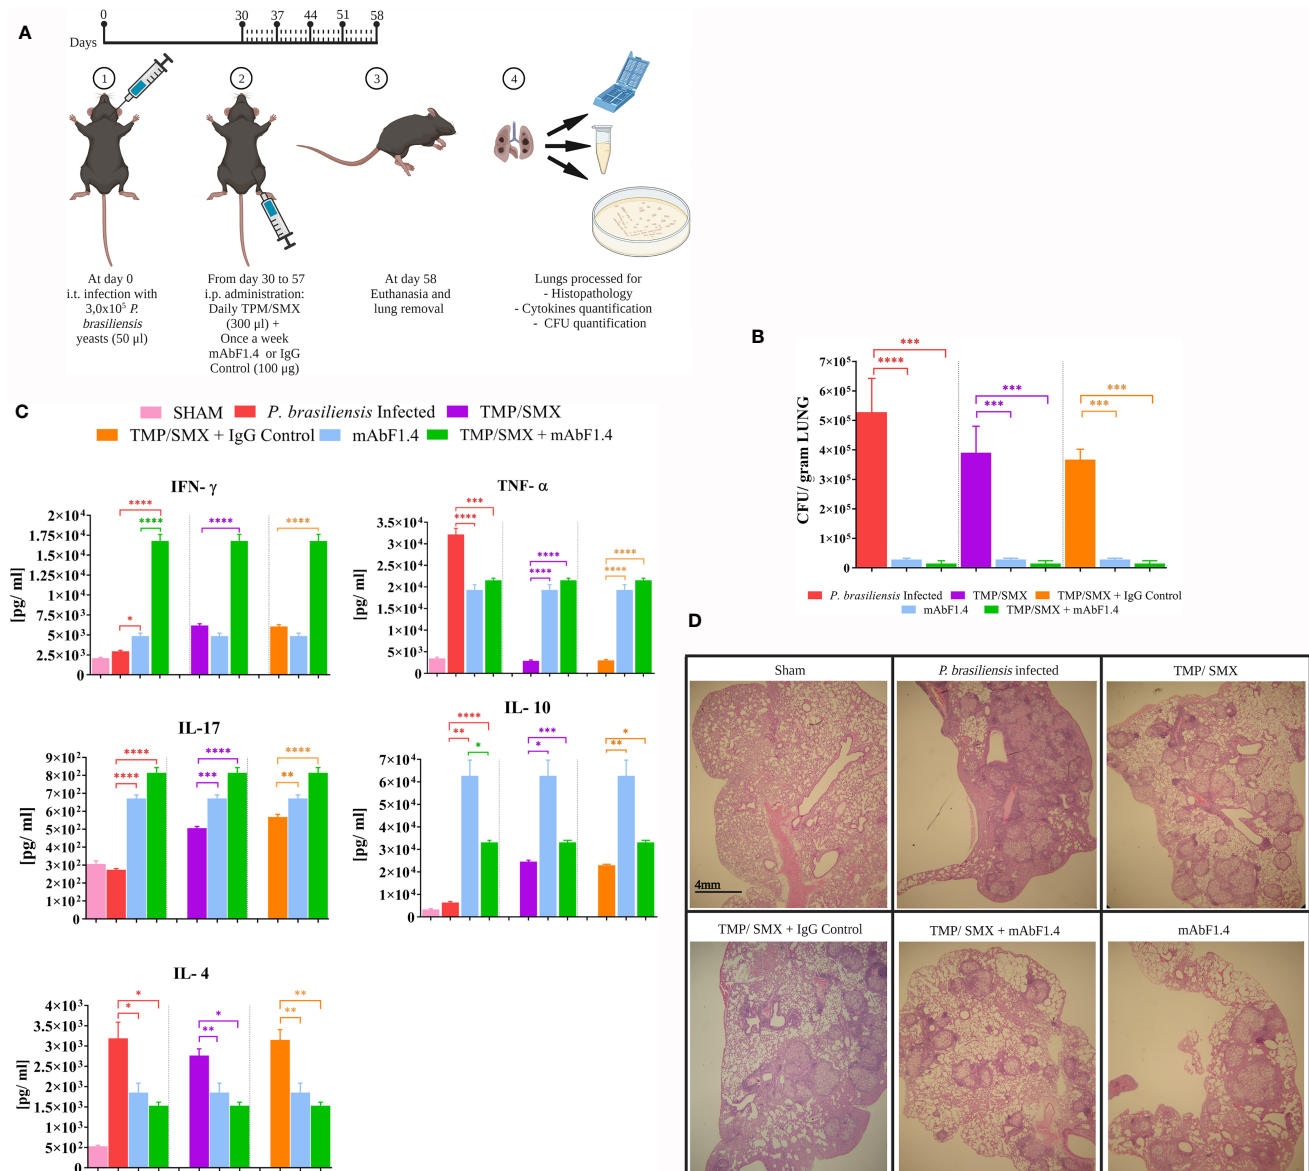 A
0 30 37 44 51 58
Days
1 2 3 4
At day 0
i.t. infection with
3,0x10⁵ P.
brasiliensis
yeasts (50 µl)
From day 30 to 57
i.p. administration:
Daily TPM/SMX
(300 µl) +
Once a week
mAbF1.4 or IgG
Control (100 µg)
At day 58
Euthanasia and
lung removal
Lungs processed for
- Histopathology
- Cytokines quantification
- CFU quantification
B
CFU/ gram LUNG
7×10⁵
6×10⁵
5×10⁵
4×10⁵
3×10⁵
2×10⁵
1×10⁵
0
*** **** *** *** *** ***
P. brasiliensis Infected TMP/SMX TMP/SMX + IgG Control
mAbF1.4 TMP/SMX + mAbF1.4
C
SHAM P. brasiliensis Infected TMP/SMX
TMP/SMX + IgG Control mAbF1.4 TMP/SMX + mAbF1.4
IFN- γ
[pg/ ml]
2×10⁴
1.75×10⁴
1.5×10⁴
1.25×10⁴
1×10⁴
7.5×10³
5×10³
2.5×10³
0
**** **** * **** ****
TNF- α
[pg/ ml]
3.5×10⁴
3×10⁴
2.5×10⁴
2×10⁴
1.5×10⁴
1×10⁴
5×10³
0
*** **** **** **** **** ****
IL-17
[pg/ ml]
9×10²
8×10²
7×10²
6×10²
5×10²
4×10²
3×10²
2×10²
1×10²
0
**** **** **** *** **** **
IL- 10
[pg/ ml]
7×10⁴
6×10⁴
5×10⁴
4×10⁴
3×10⁴
2×10⁴
1×10⁴
0
**** ** * *** * * **
IL- 4
[pg/ ml]
4×10³
3.5×10³
3×10³
2.5×10³
2×10³
1.5×10³
1×10³
5×10²
0
* * * ** ** **
D
Sham P. brasiliensis infected TMP/ SMX
4mm
TMP/ SMX + IgG Control TMP/ SMX + mAbF1.4 mAbF1.4